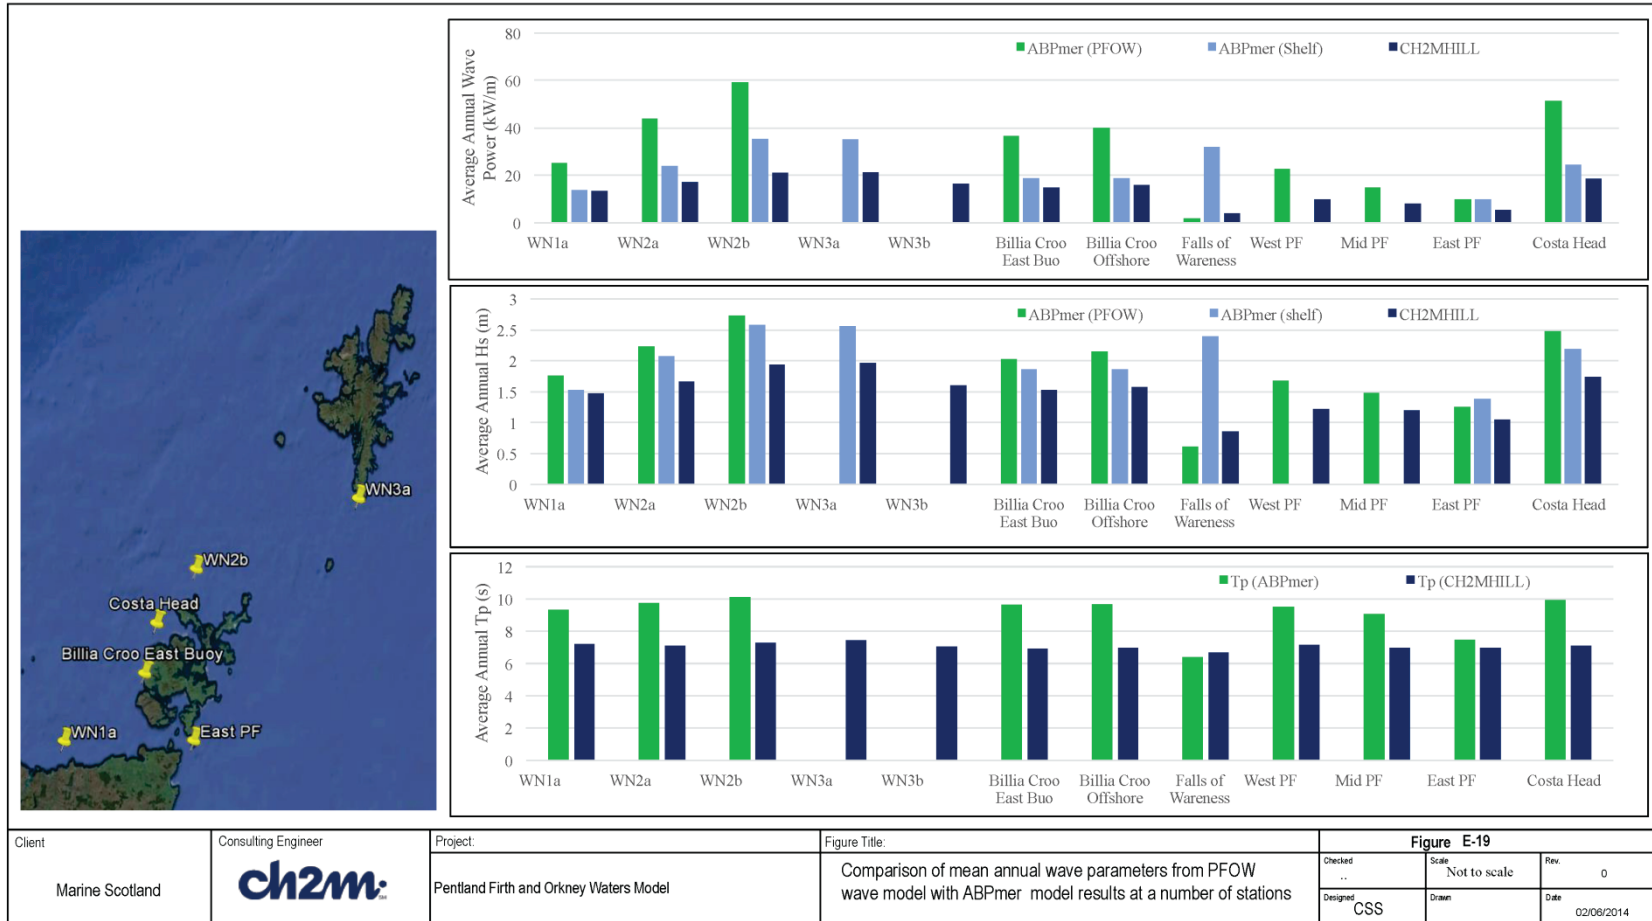 80
60
40
20
0
Average Annual Wave
Power (kW/m)
ABPmer (PFOW)
ABPmer (Shelf)
CH2MHILL
WN1a
WN2a
WN2b
WN3a
WN3b
Billia Croo
East Buo
Billia Croo
Offshore
Falls of
Wareness
West PF
Mid PF
East PF
Costa Head
3
2.5
2
1.5
1
0.5
0
Average Annual Hs (m)
ABPmer (PFOW)
ABPmer (shelf)
CH2MHILL
WN1a
WN2a
WN2b
WN3a
WN3b
Billia Croo
East Buo
Billia Croo
Offshore
Falls of
Wareness
West PF
Mid PF
East PF
Costa Head
12
10
8
6
4
2
0
Average Annual Tp (s)
Tp (ABPmer)
Tp (CH2MHILL)
WN1a
WN2a
WN2b
WN3a
WN3b
Billia Croo
East Buo
Billia Croo
Offshore
Falls of
Wareness
West PF
Mid PF
East PF
Costa Head
WN3a
WN2b
Costa Head
Billia Croo East Buoy
WN1a
East PF
Client
Marine Scotland
Consulting Engineer
ch2m:
SM
Project:
Pentland Firth and Orkney Waters Model
Figure Title:
Comparison of mean annual wave parameters from PFOW
wave model with ABPmer model results at a number of stations
Figure E-19
Checked
..
Scale
Not to scale
Rev.
0
Designed
CSS
Drawn
Date
02/06/2014